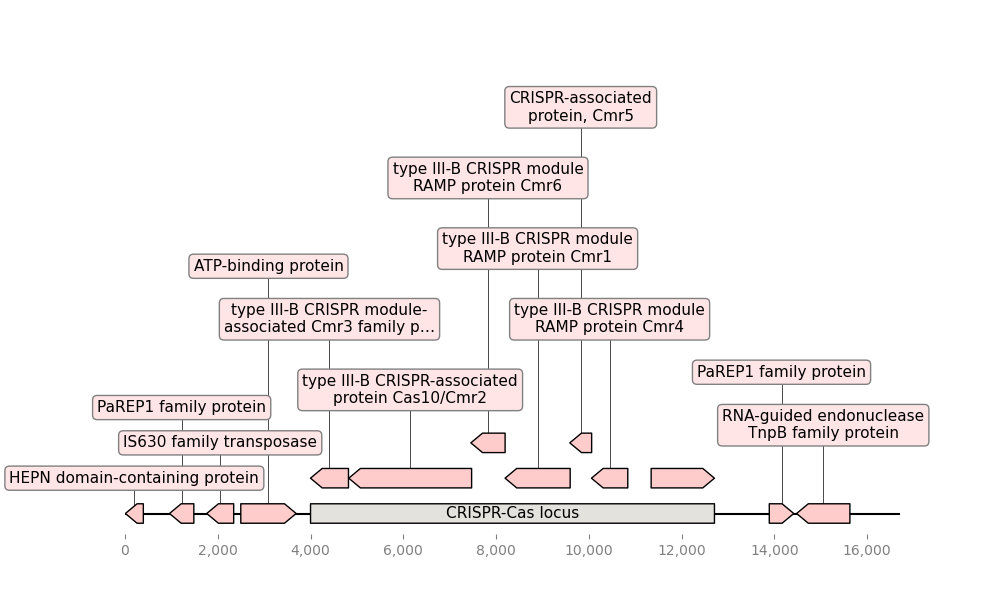 CRISPR-associated
protein, Cmr5
type III-B CRISPR module
RAMP protein Cmr6
type III-B CRISPR module
RAMP protein Cmr1
ATP-binding protein
type III-B CRISPR module-
associated Cmr3 family p...
type III-B CRISPR module
RAMP protein Cmr4
type III-B CRISPR-associated
protein Cas10/Cmr2
PaREP1 family protein
PaREP1 family protein
RNA-guided endonuclease
TnpB family protein
IS630 family transposase
HEPN domain-containing protein
CRISPR-Cas locus
0 2,000 4,000 6,000 8,000 10,000 12,000 14,000 16,000